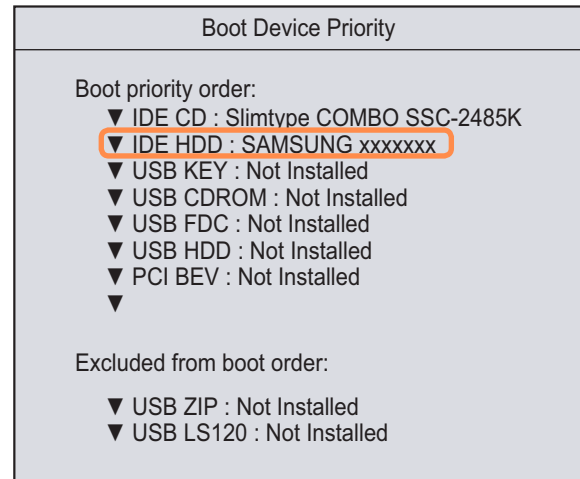 Boot Device Priority
Boot priority order:
▼ IDE CD : Slimtype COMBO SSC-2485K
▼ IDE HDD : SAMSUNG xxxxxxx
▼ USB KEY : Not Installed
▼ USB CDROM : Not Installed
▼ USB FDC : Not Installed
▼ USB HDD : Not Installed
▼ PCI BEV : Not Installed
▼
Excluded from boot order:
▼ USB ZIP : Not Installed
▼ USB LS120 : Not Installed